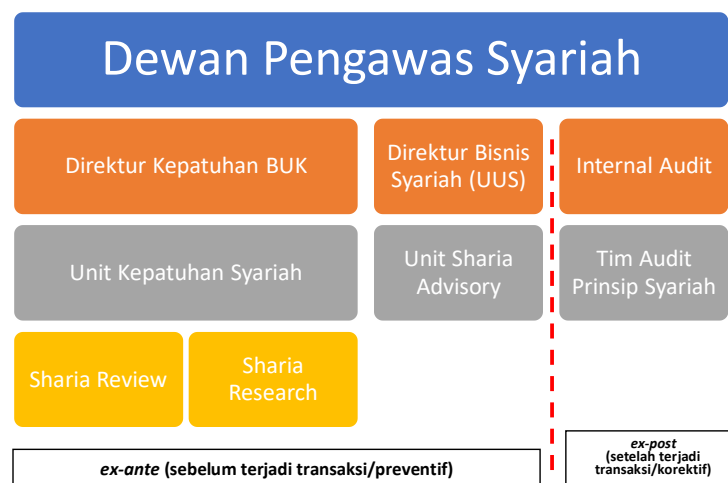 Dewan Pengawas Syariah
Direktur Kepatuhan BUK
Direktur Bisnis
Syariah (UUS)
Internal Audit
Unit Kepatuhan Syariah
Unit Sharia
Advisory
Tim Audit
Prinsip Syariah
Sharia Review
Sharia
Research
ex-ante (sebelum terjadi transaksi/preventif)
ex-post
(setelah terjadi
transaksi/korektif)